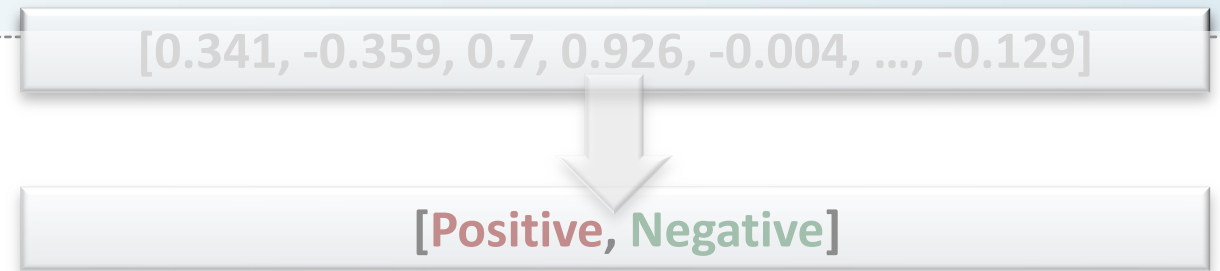 [0.341, -0.359, 0.7, 0.926, -0.004, ..., -0.129]
[Positive, Negative]